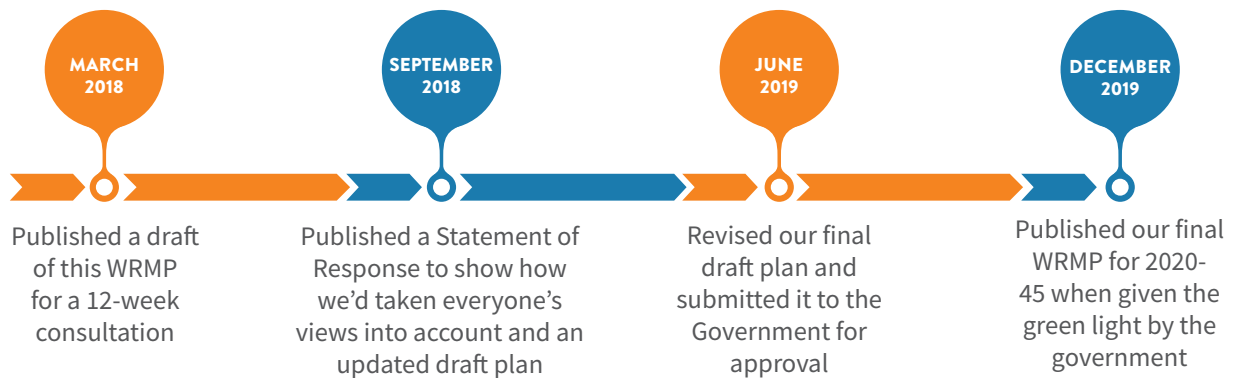 MARCH
2018
Published a draft
of this WRMP
for a 12-week
consultation
SEPTEMBER
2018
Published a Statement of
Response to show how
we'd taken everyone's
views into account and an
updated draft plan
JUNE
2019
Revised our final
draft plan and
submitted it to the
Government for
approval
DECEMBER
2019
Published our final
WRMP for 2020-
45 when given the
green light by the
government